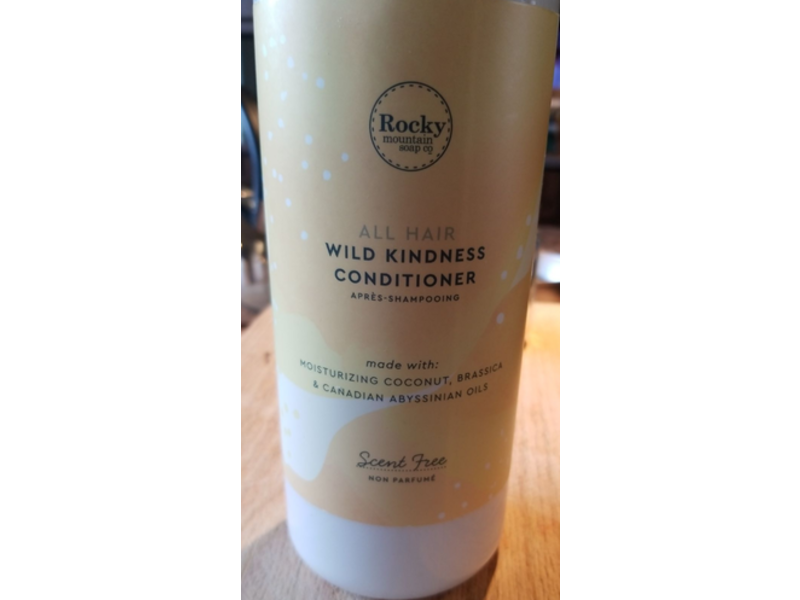 Rocky
mountain
soap co
ALL HAIR
WILD KINDNESS
CONDITIONER
APRÈS-SHAMPOOING
made with:
MOISTURIZING COCONUT, BRASSICA
& CANADIAN ABYSSINIAN OILS
Scent Free
NON PARFUMÉ